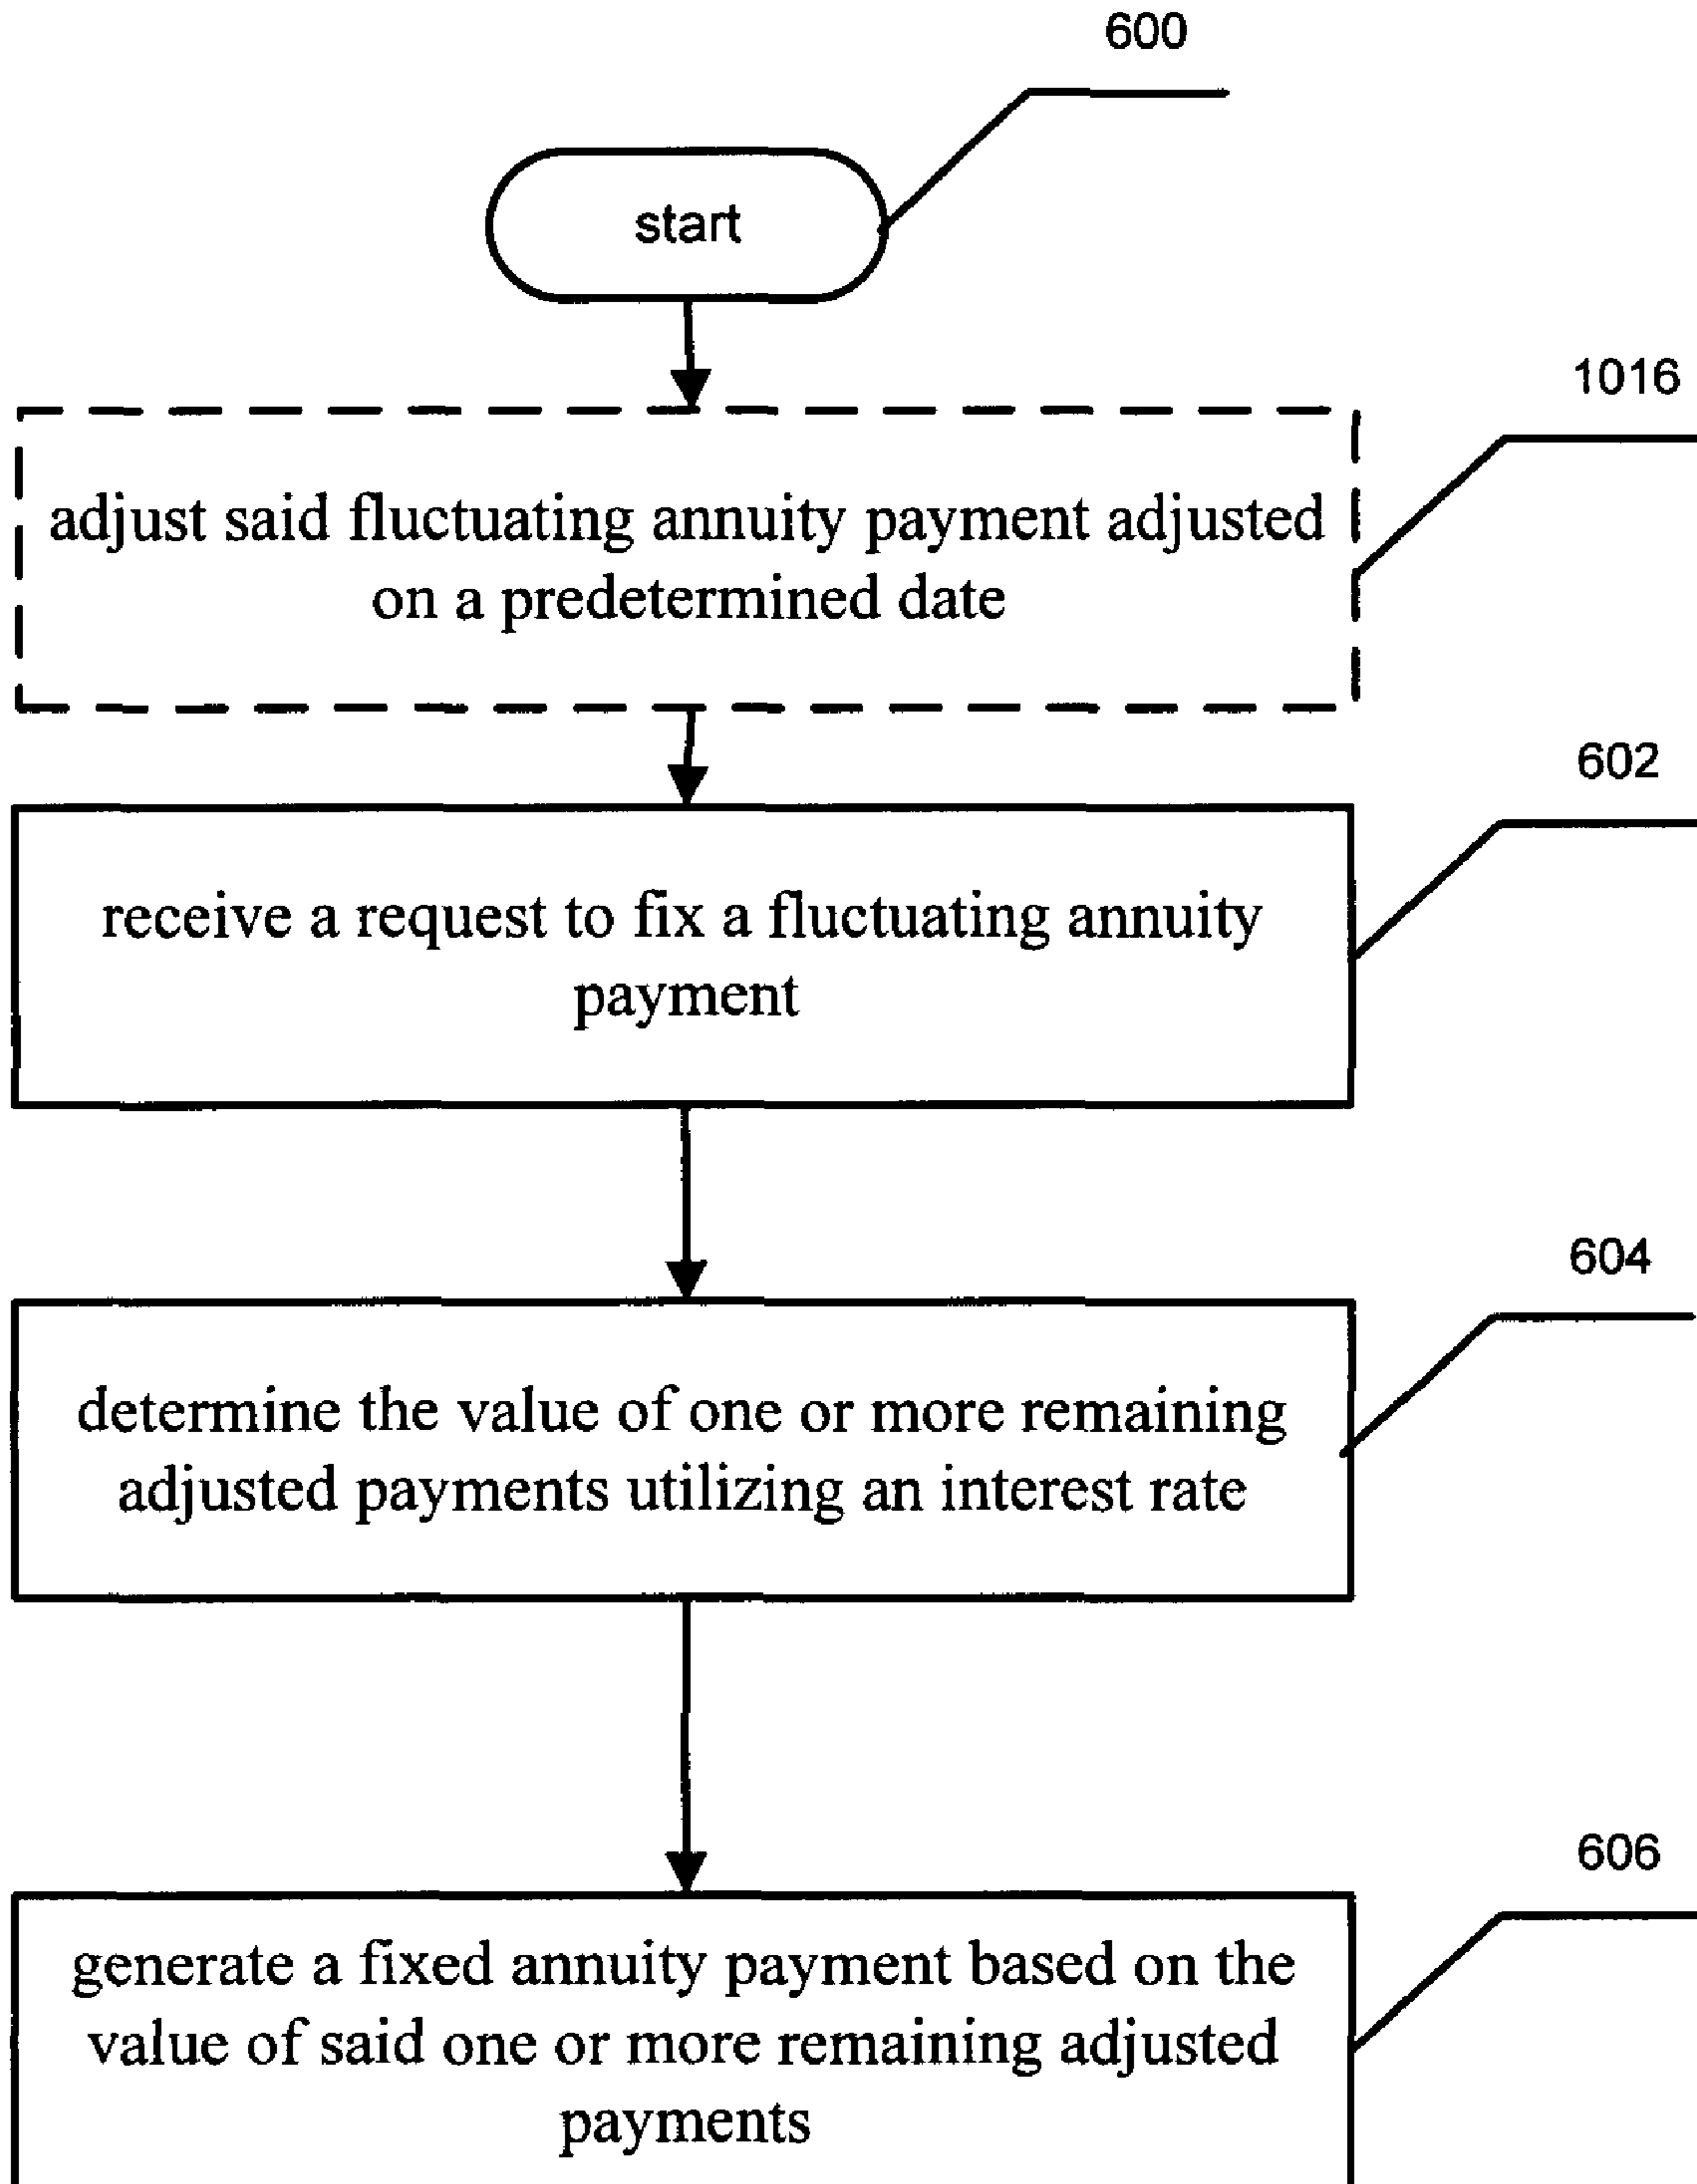 600
start
1016
adjust said fluctuating annuity payment adjusted
on a predetermined date
602
receive a request to fix a fluctuating annuity
payment
604
determine the value of one or more remaining
adjusted payments utilizing an interest rate
606
generate a fixed annuity payment based on the
value of said one or more remaining adjusted
payments